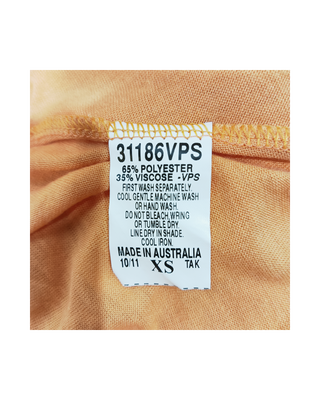 31186VPS
65% POLYESTER
35% VISCOSE -VPS
FIRST WASH SEPARATELY.
COOL GENTLE MACHINE WASH
OR HAND WASH.
DO NOT BLEACH, WRING
OR TUMBLE DRY.
LINE DRY IN SHADE.
COOL IRON.
MADE IN AUSTRALIA
10/11 XS TAK